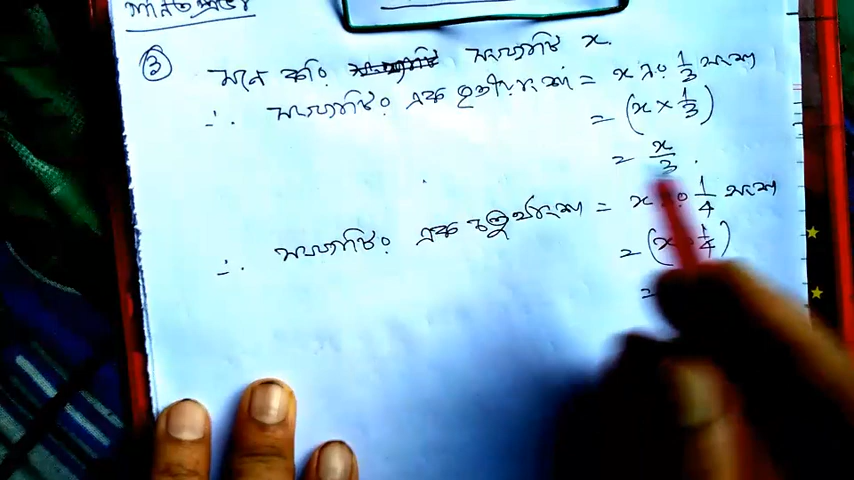 ③ মনে করি সংখ্যাটি x.
∴ সংখ্যাটির এক তৃতীয়াংশ = x এর 1/3 অংশ
= (x × 1/3)
= x/3.
∴ সংখ্যাটির এক চতুর্থাংশ = x এর 1/4 অংশ
= (x × 1/4)
=